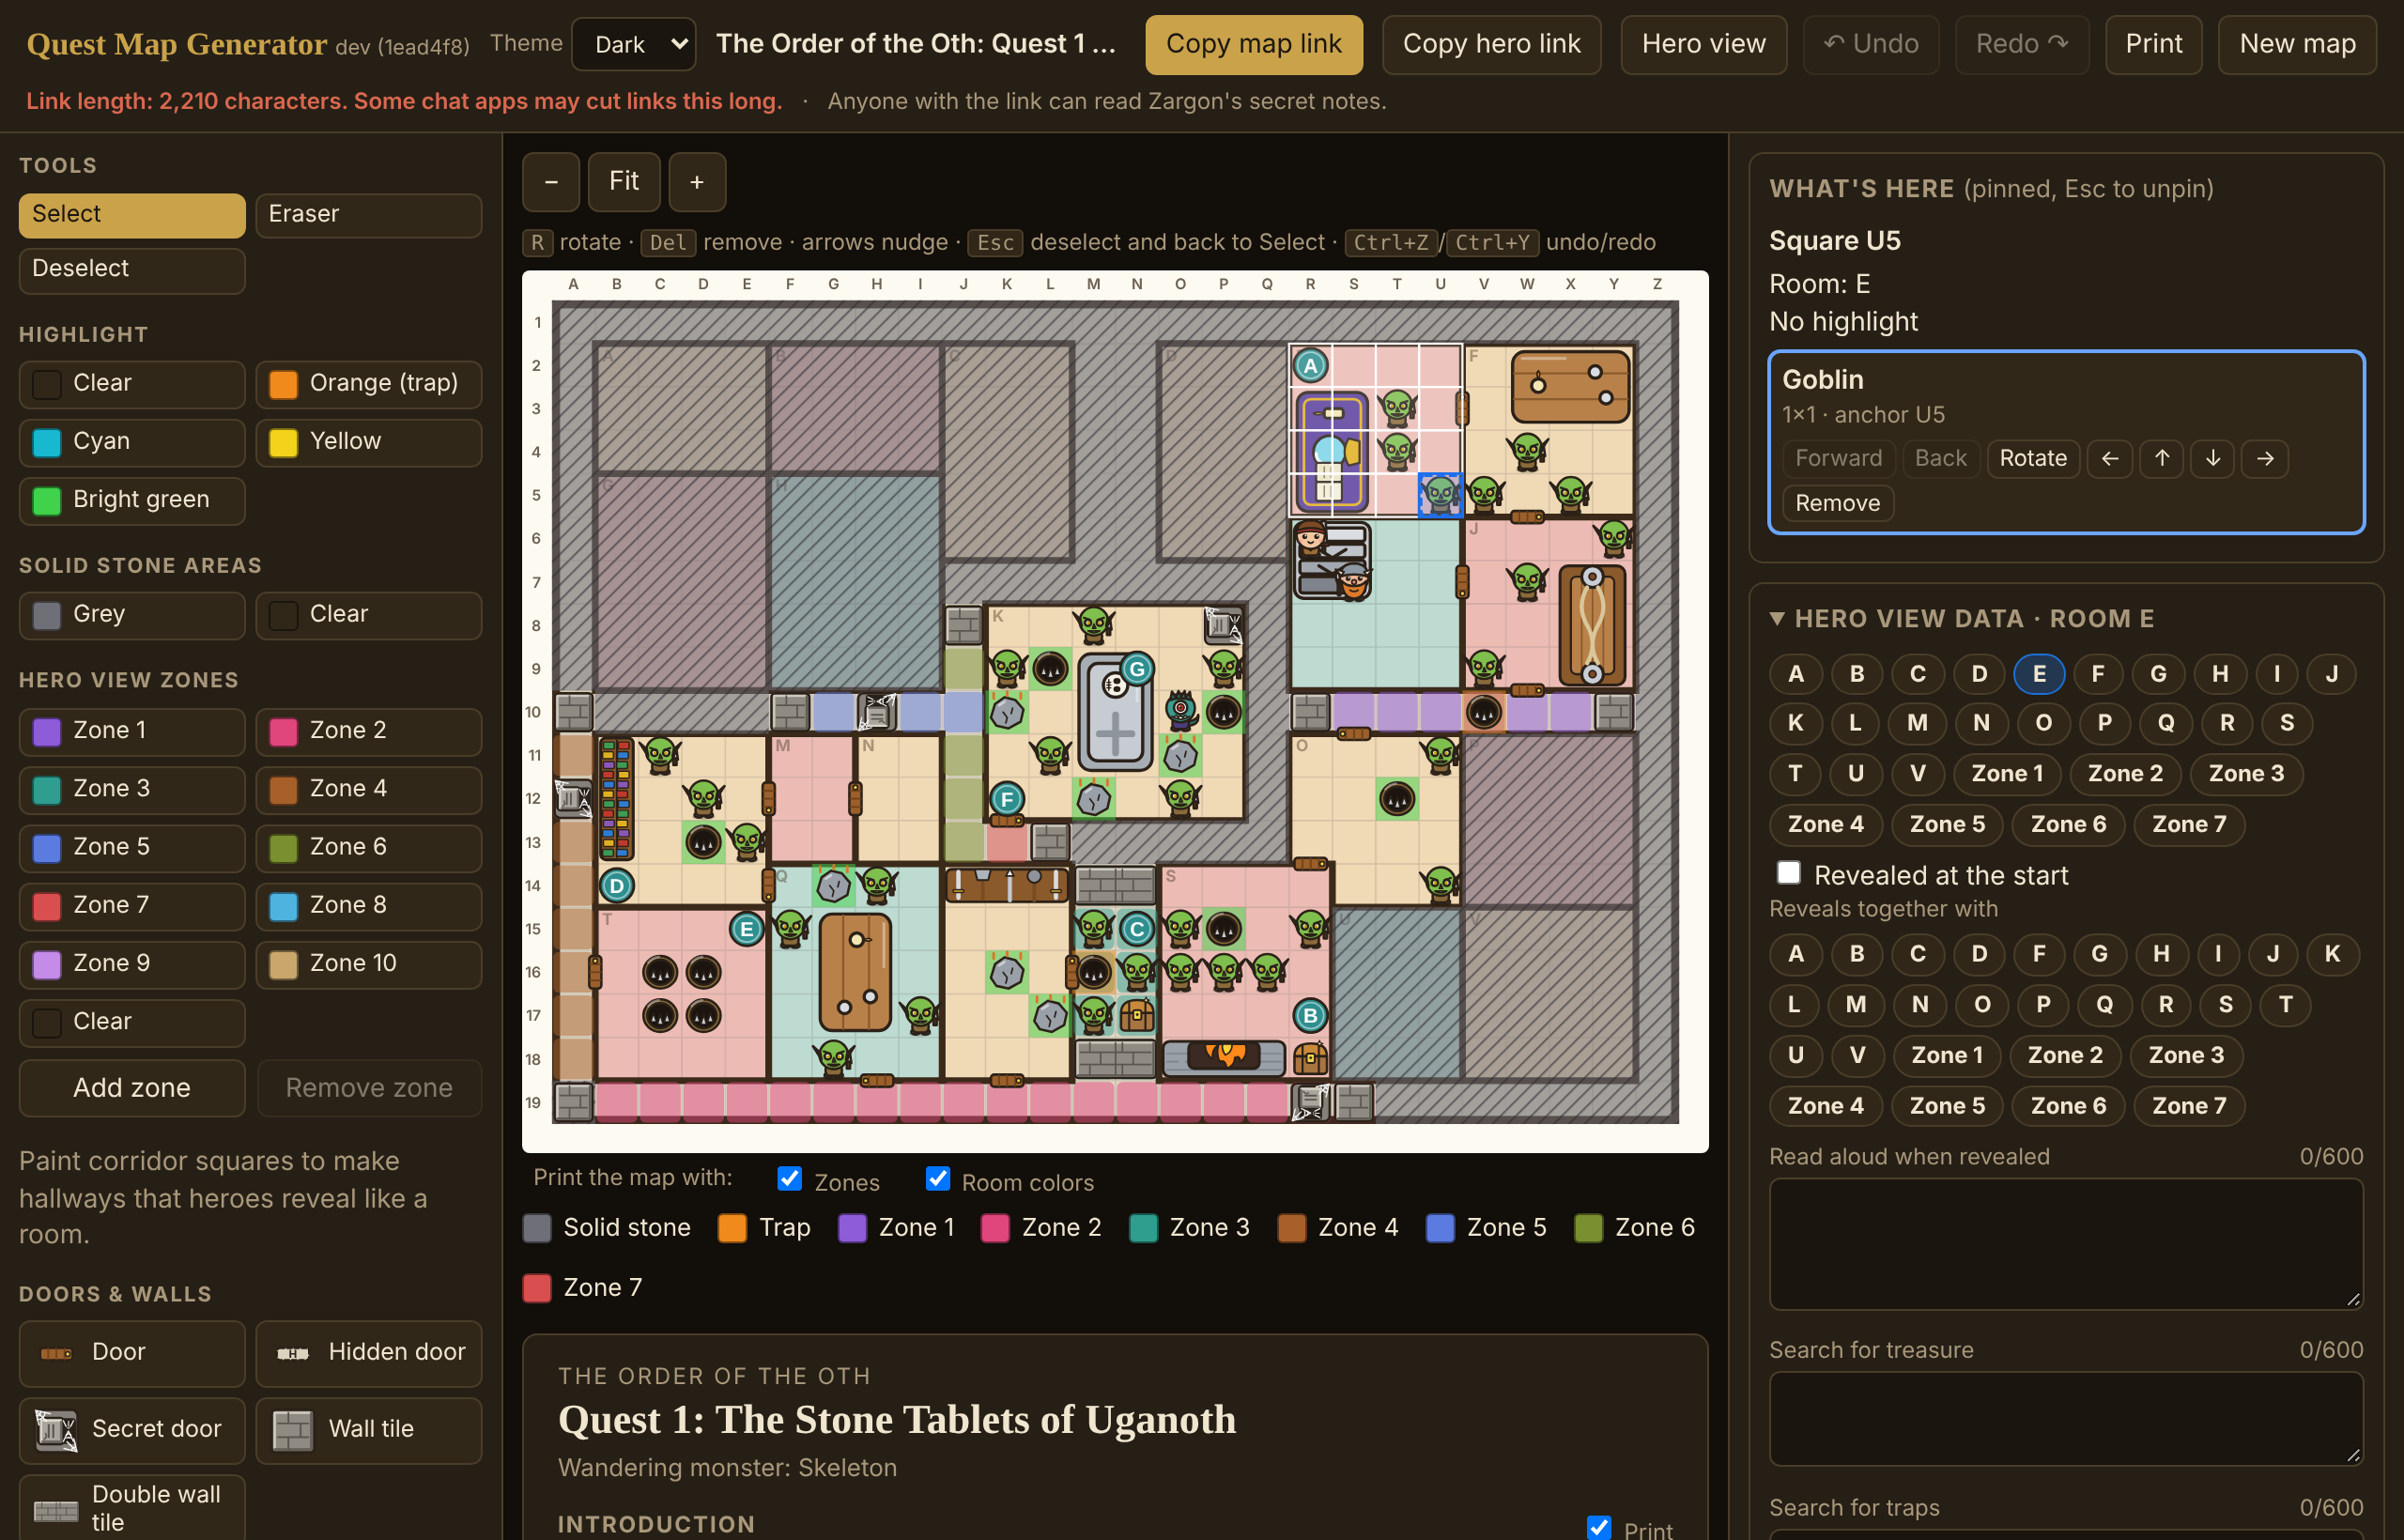 Quest Map Generator dev (1ead4f8) Theme Dark The Order of the Oth: Quest 1 ... Copy map link Copy hero link Hero view ↶ Undo Redo ↷ Print New map
Link length: 2,210 characters. Some chat apps may cut links this long. · Anyone with the link can read Zargon's secret notes.
TOOLS
Select Eraser
Deselect
HIGHLIGHT
Clear Orange (trap)
Cyan Yellow
Bright green
SOLID STONE AREAS
Grey Clear
HERO VIEW ZONES
Zone 1 Zone 2
Zone 3 Zone 4
Zone 5 Zone 6
Zone 7 Zone 8
Zone 9 Zone 10
Clear
Add zone Remove zone
Paint corridor squares to make
hallways that heroes reveal like a
room.
DOORS & WALLS
Door Hidden door
Secret door Wall tile
Double wall
tile
− Fit +
R rotate · Del remove · arrows nudge · Esc deselect and back to Select · Ctrl+Z/Ctrl+Y undo/redo
A B C D E F G H I J K L M N O P Q R S T U V W X Y Z
1
2 A B C D A F
3
4
5 G H
6 J
7
8 K
9 G
10
11 M N O P
12 F
13
14 D Q S
15 T E C U V
16
17 B
18
19
Print the map with: Zones Room colors
Solid stone Trap Zone 1 Zone 2 Zone 3 Zone 4 Zone 5 Zone 6
Zone 7
THE ORDER OF THE OTH
Quest 1: The Stone Tablets of Uganoth
Wandering monster: Skeleton
INTRODUCTION Print
WHAT'S HERE (pinned, Esc to unpin)
Square U5
Room: E
No highlight
Goblin
1×1 · anchor U5
Forward Back Rotate ← ↑ ↓ →
Remove
▼ HERO VIEW DATA · ROOM E
A B C D E F G H I J
K L M N O P Q R S
T U V Zone 1 Zone 2 Zone 3
Zone 4 Zone 5 Zone 6 Zone 7
Revealed at the start
Reveals together with
A B C D F G H I J K
L M N O P Q R S T
U V Zone 1 Zone 2 Zone 3
Zone 4 Zone 5 Zone 6 Zone 7
Read aloud when revealed 0/600
Search for treasure 0/600
Search for traps 0/600